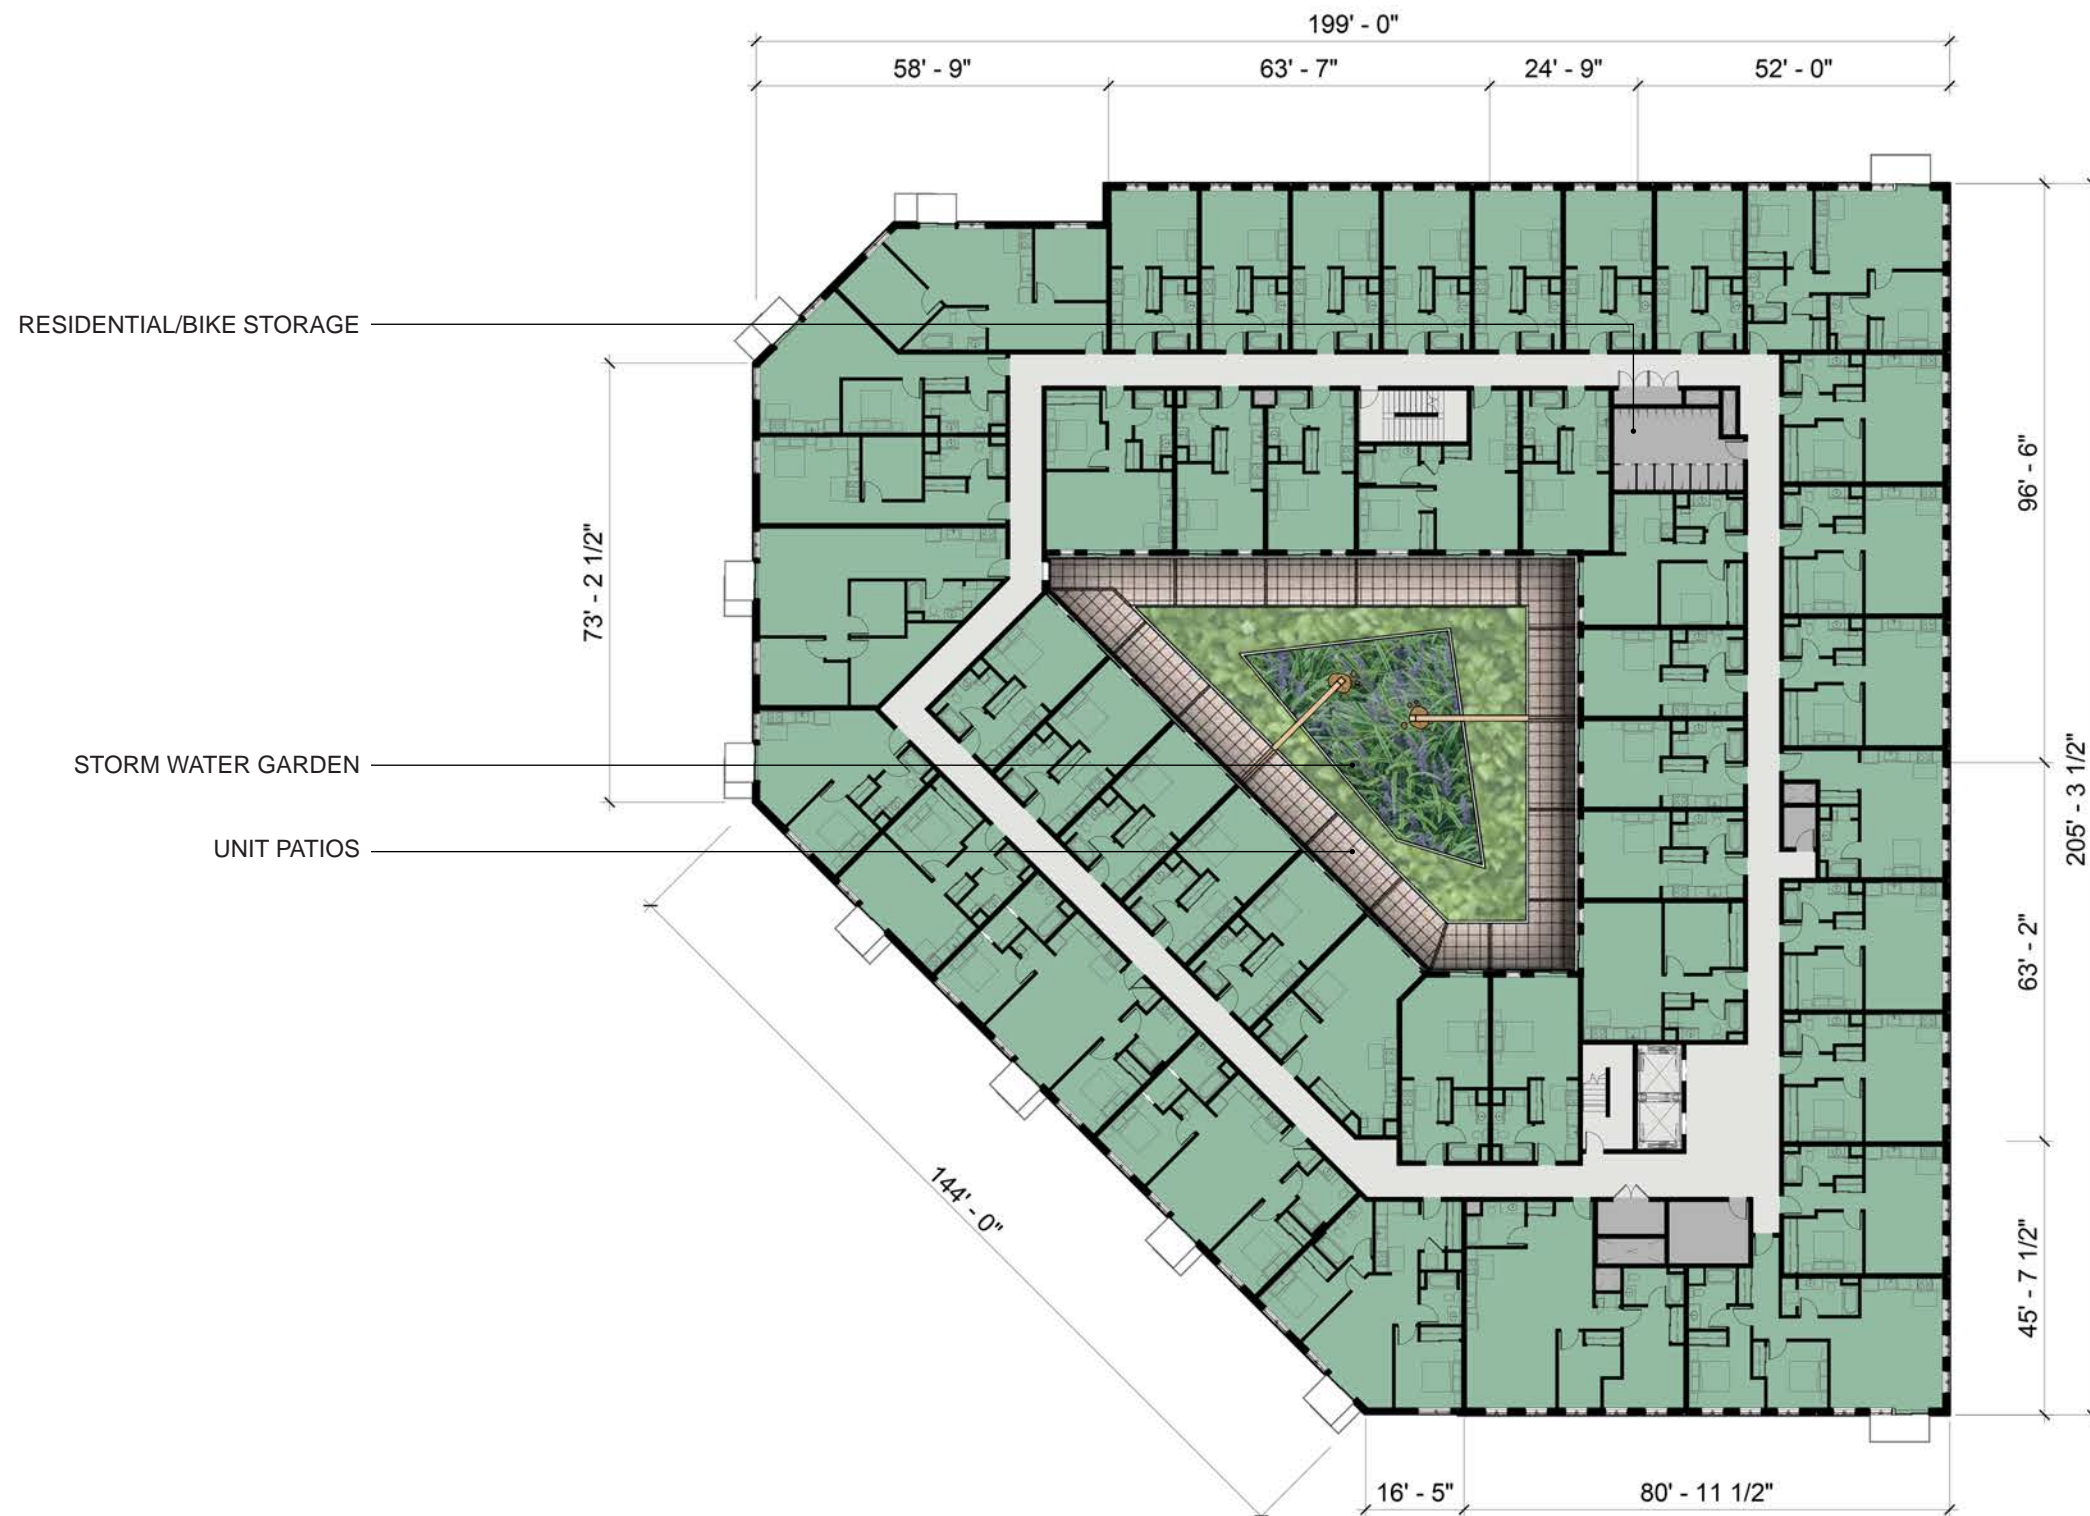 199' - 0"
58' - 9"
63' - 7"
24' - 9"
52' - 0"
RESIDENTIAL/BIKE STORAGE
96' - 6"
73' - 2 1/2"
STORM WATER GARDEN
205' - 3 1/2"
UNIT PATIOS
63' - 2"
144' - 0"
45' - 7 1/2"
16' - 5"
80' - 11 1/2"